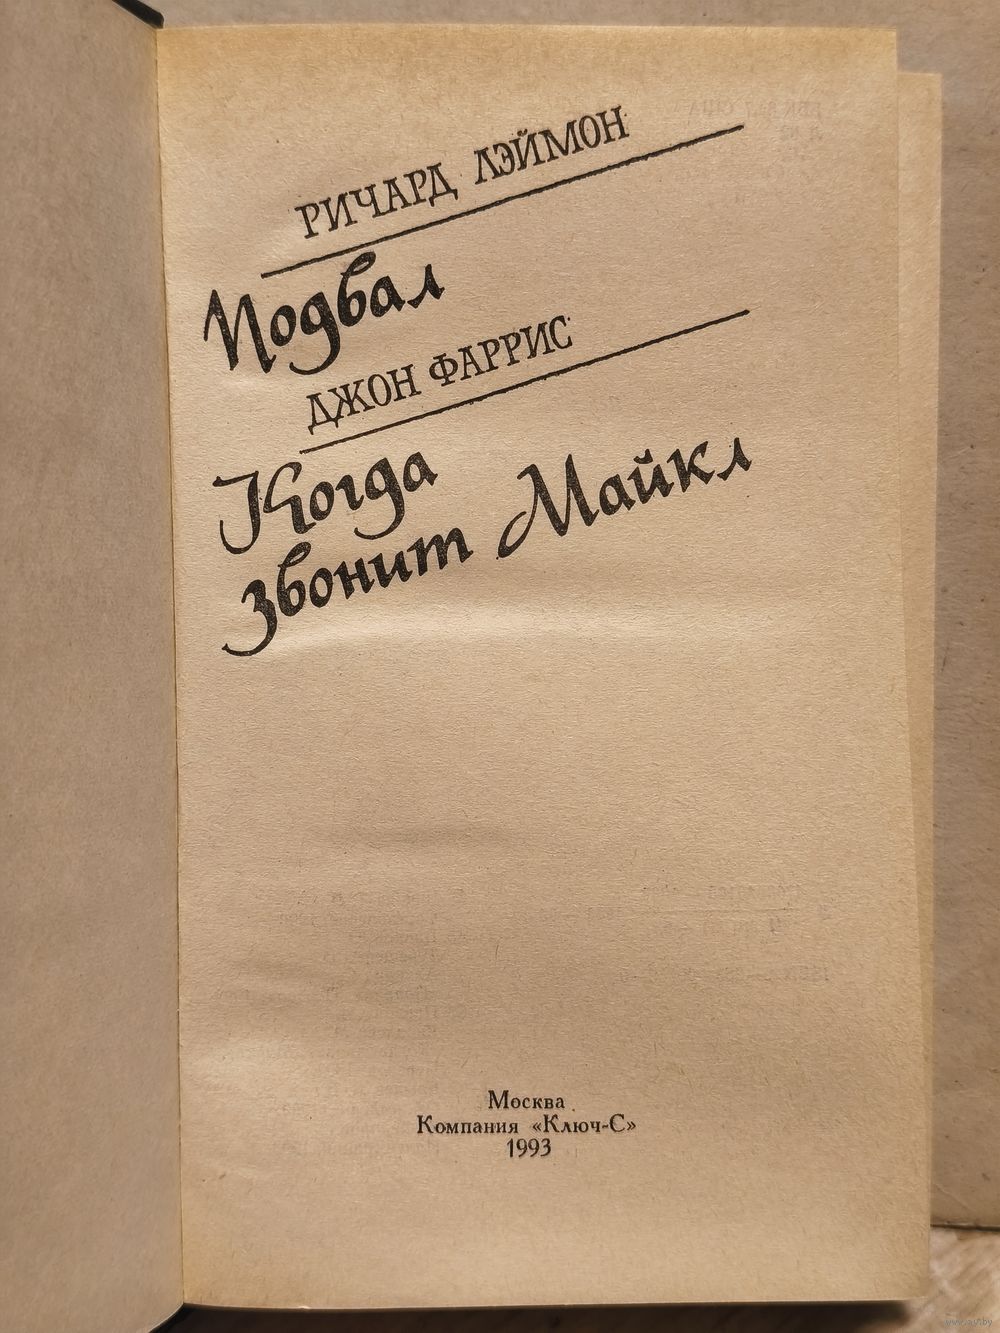 РИЧАРД ЛЭЙМОН
Подвал
ДЖОН ФАРРИС
Когда
звонит Майкл
Москва
Компания «Ключ-С»
1993